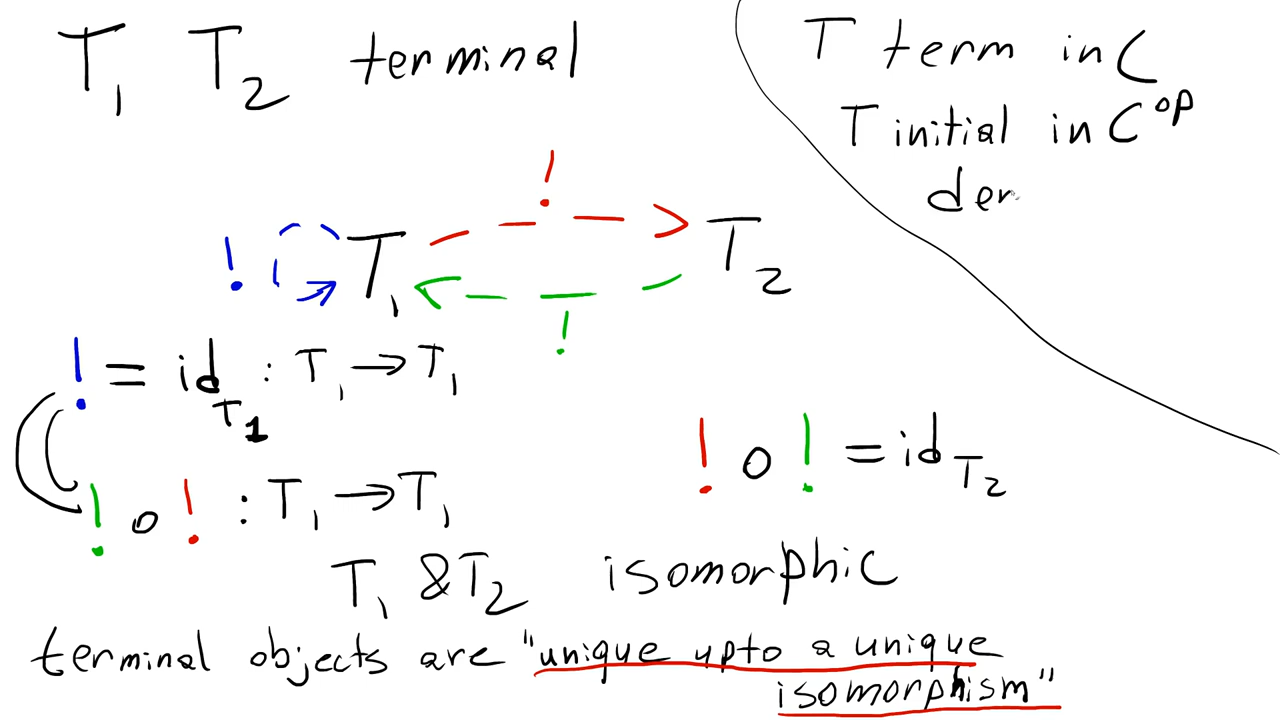 T₁ T₂ terminal
T term in C
T initial in C^op
!
! T₁ T₂
!
! = id_T₁ : T₁ → T₁
! o ! = id_T₂
! o ! : T₁ → T₁
T₁ & T₂ isomorphic
terminal objects are "unique upto a unique
isomorphism"